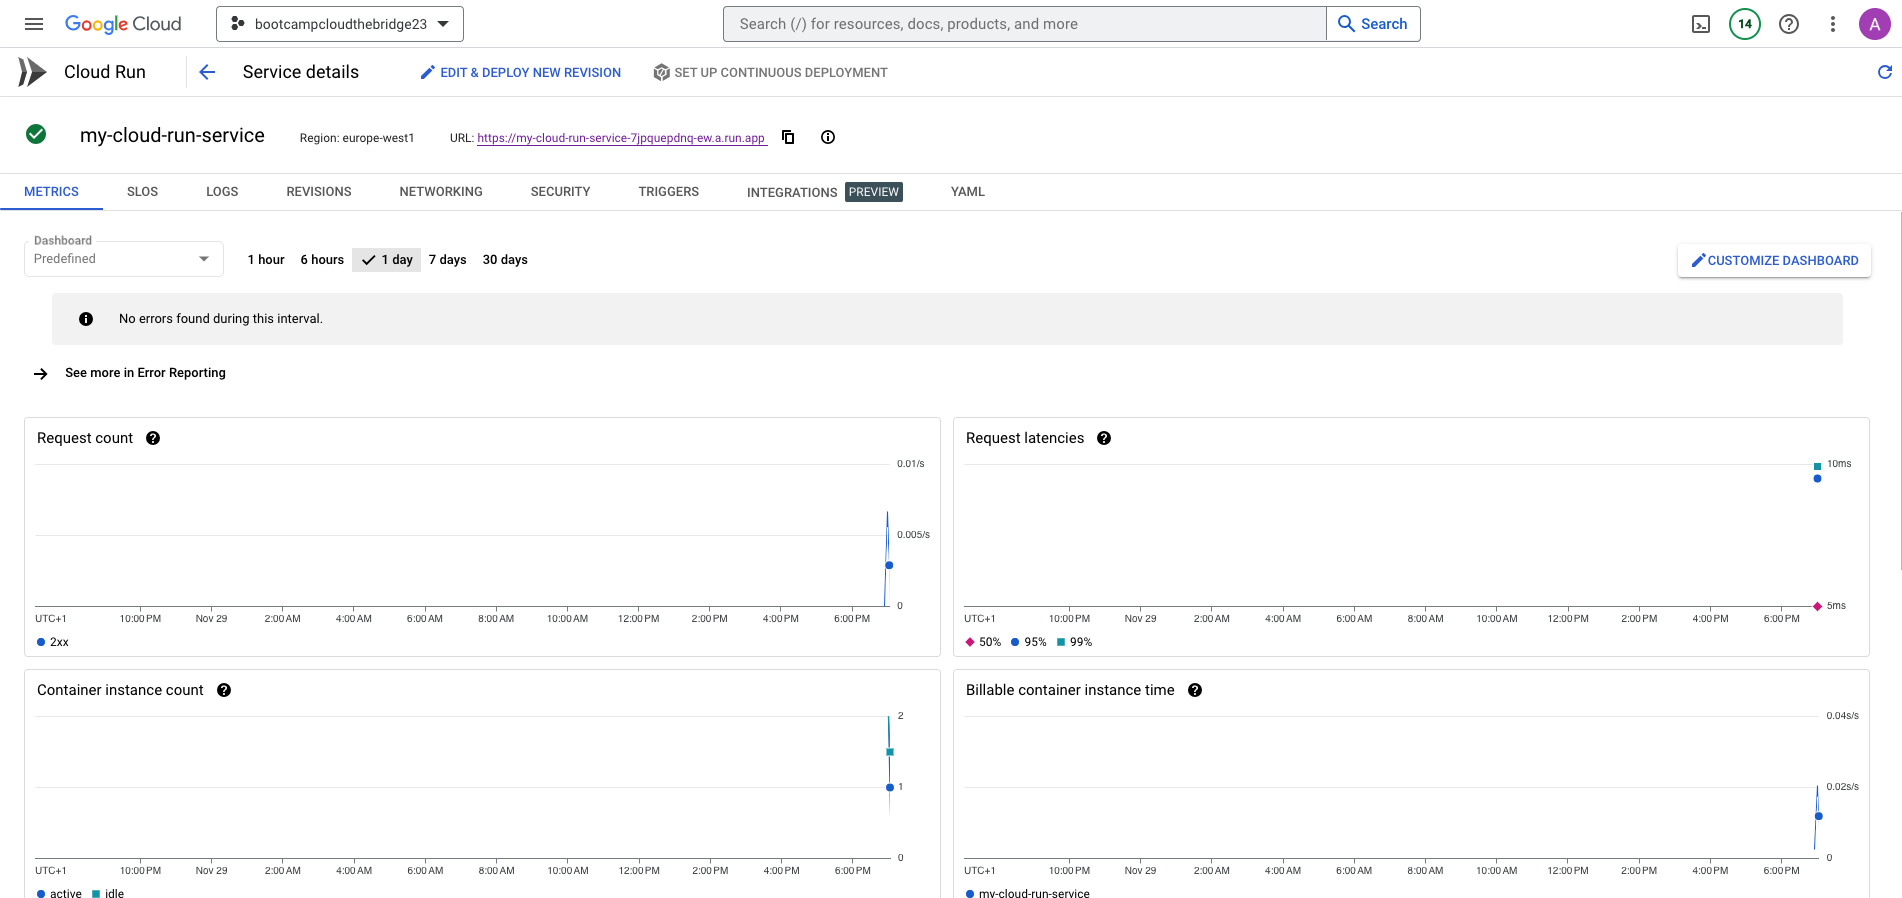 Google Cloud
bootcampcloudthebridge23
Search (/) for resources, docs, products, and more
Search
14
A
Cloud Run
Service details
EDIT & DEPLOY NEW REVISION
SET UP CONTINUOUS DEPLOYMENT
my-cloud-run-service
Region: europe-west1
URL: https://my-cloud-run-service-7jpquepdnq-ew.a.run.app
METRICS
SLOS
LOGS
REVISIONS
NETWORKING
SECURITY
TRIGGERS
INTEGRATIONS PREVIEW
YAML
Dashboard
Predefined
1 hour
6 hours
1 day
7 days
30 days
CUSTOMIZE DASHBOARD
No errors found during this interval.
See more in Error Reporting
Request count
0.01/s
0.005/s
0
UTC+1 10:00 PM Nov 29 2:00 AM 4:00 AM 6:00 AM 8:00 AM 10:00 AM 12:00 PM 2:00 PM 4:00 PM 6:00 PM
2xx
Request latencies
10ms
5ms
UTC+1 10:00 PM Nov 29 2:00 AM 4:00 AM 6:00 AM 8:00 AM 10:00 AM 12:00 PM 2:00 PM 4:00 PM 6:00 PM
50% 95% 99%
Container instance count
2
1
0
UTC+1 10:00 PM Nov 29 2:00 AM 4:00 AM 6:00 AM 8:00 AM 10:00 AM 12:00 PM 2:00 PM 4:00 PM 6:00 PM
active idle
Billable container instance time
0.04s/s
0.02s/s
0
UTC+1 10:00 PM Nov 29 2:00 AM 4:00 AM 6:00 AM 8:00 AM 10:00 AM 12:00 PM 2:00 PM 4:00 PM 6:00 PM
my-cloud-run-service